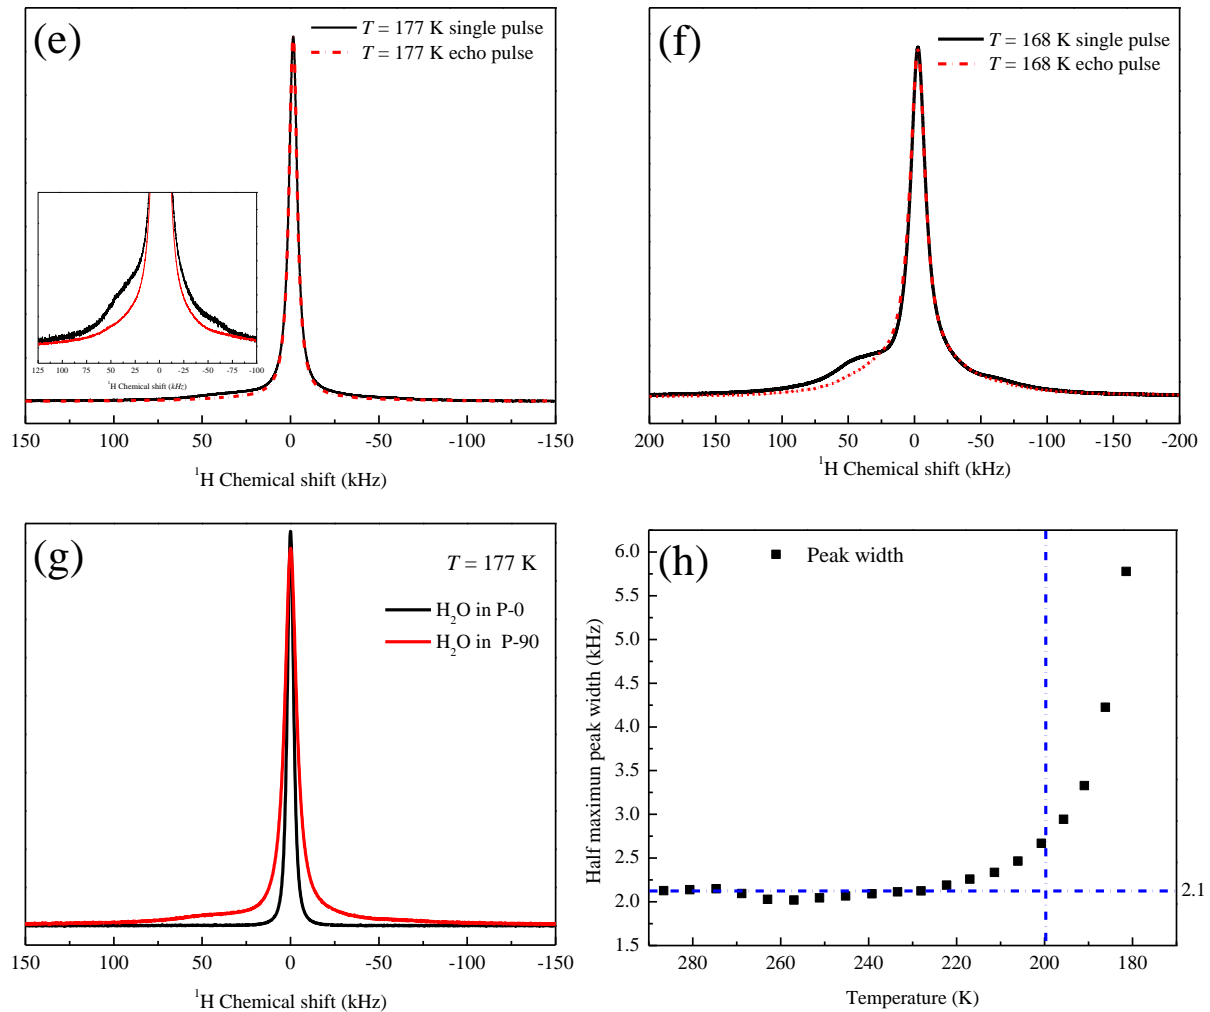 (e)
T = 177 K single pulse
T = 177 K echo pulse
125 100 75 50 25 0 -25 -50 -75 -100
¹H Chemical shift (kHz)
150 100 50 0 -50 -100 -150
¹H Chemical shift (kHz)
(f)
T = 168 K single pulse
T = 168 K echo pulse
200 150 100 50 0 -50 -100 -150 -200
¹H Chemical shift (kHz)
(g)
T = 177 K
H₂O in P-0
H₂O in P-90
150 100 50 0 -50 -100 -150
¹H Chemical shift (kHz)
(h)
Peak width
Half maximun peak width (kHz)
6.0
5.5
5.0
4.5
4.0
3.5
3.0
2.5
2.0
1.5
2.1
280 260 240 220 200 180
Temperature (K)